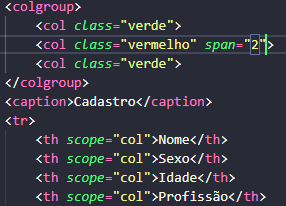 <colgroup>
<col class="verde">
<col class="vermelho" span="2">
<col class="verde">
</colgroup>
<caption>Cadastro</caption>
<tr>
<th scope="col">Nome</th>
<th scope="col">Sexo</th>
<th scope="col">Idade</th>
<th scope="col">Profissão</th>